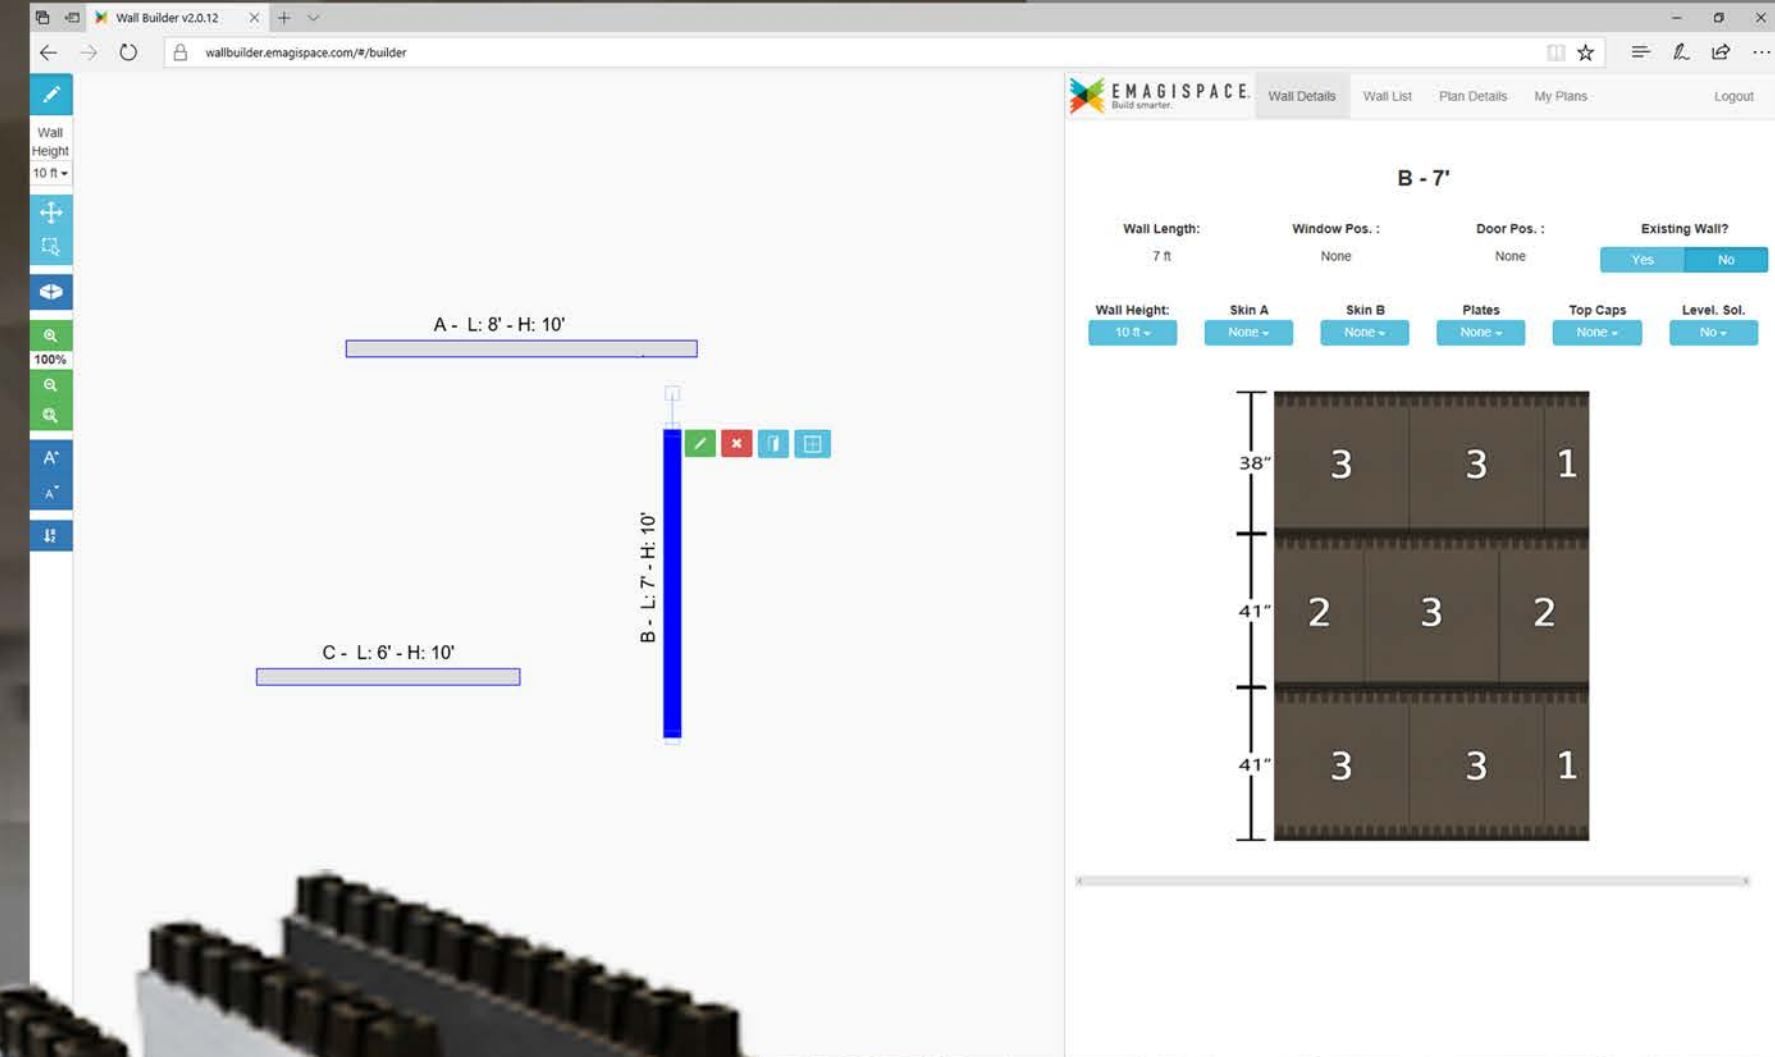 Wall Builder v2.0.12
wallbuilder.emagispace.com/#/builder
Wall
Height
10 ft
100%
A
A
A - L: 8' - H: 10'
B - L: 7' - H: 10'
C - L: 6' - H: 10'
EMAGISPACE.
Build smarter.
Wall Details Wall List Plan Details My Plans Logout
B - 7'
Wall Length: Window Pos. : Door Pos. : Existing Wall?
7 ft None None Yes No
Wall Height: Skin A Skin B Plates Top Caps Level. Sol.
10 ft None None None None No
38" 3 3 1
41" 2 3 2
41" 3 3 1